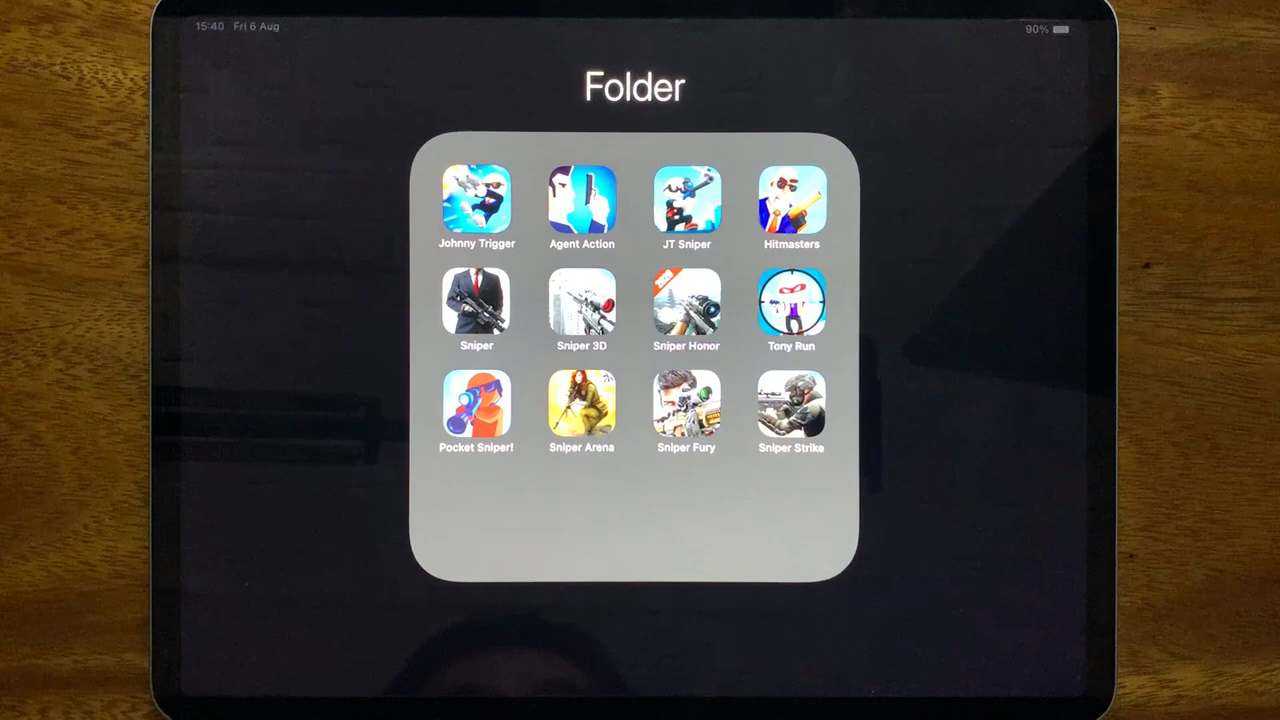 15:40 Fri 6 Aug
90%
Folder
Johnny Trigger
Agent Action
JT Sniper
Hitmasters
2020
Sniper
Sniper 3D
Sniper Honor
Tony Run
Pocket Sniper!
Sniper Arena
Sniper Fury
Sniper Strike